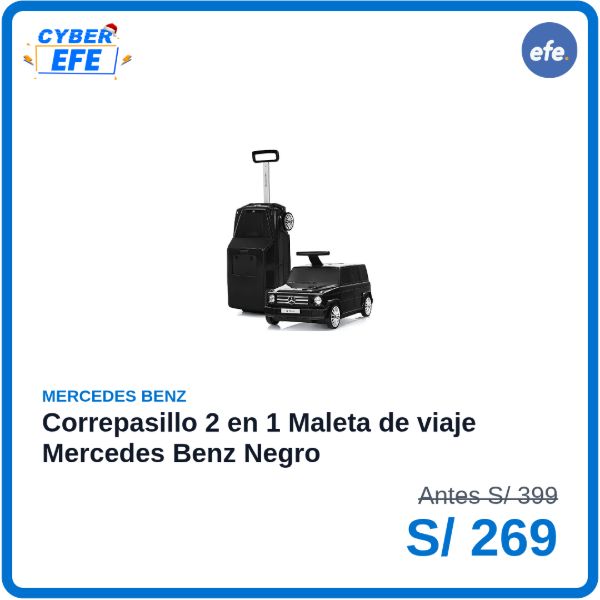 CYBER
EFE
efe.
MERCEDES BENZ
Correpasillo 2 en 1 Maleta de viaje
Mercedes Benz Negro
Antes S/ 399
S/ 269